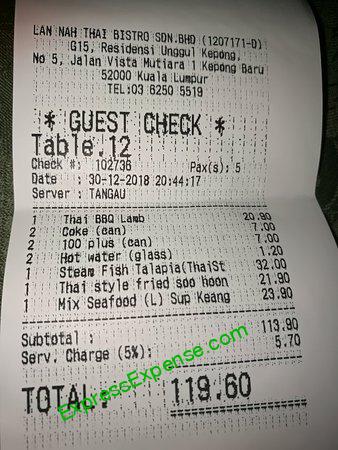 LAN NAH THAI BISTRO SDN.BHD (1207171-D)
G15, Residensi Unggul Kepong,
No 5, Jalan Vista Mutiara 1 Kepong Baru
52000 Kuala Lumpur
TEL:03 6250 5519
* GUEST CHECK *
Table.12
Check #: 102736 Pax(s): 5
Date : 30-12-2018 20:44:17
Server : TANGAU
1 Thai BBQ Lamb 20.90
2 Coke (can) 7.00
2 100 plus (can) 7.00
2 Hot water (glass) 1.20
1 Steam Fish Talapia(ThaiSt 32.00
1 Thai style fried soo hoon 21.90
1 Mix Seafood (L) Sup Keang 23.90
Subtotal : 113.90
Serv. Charge (5%): 5.70
TOTAL: 119.60
ExpressExpense.com